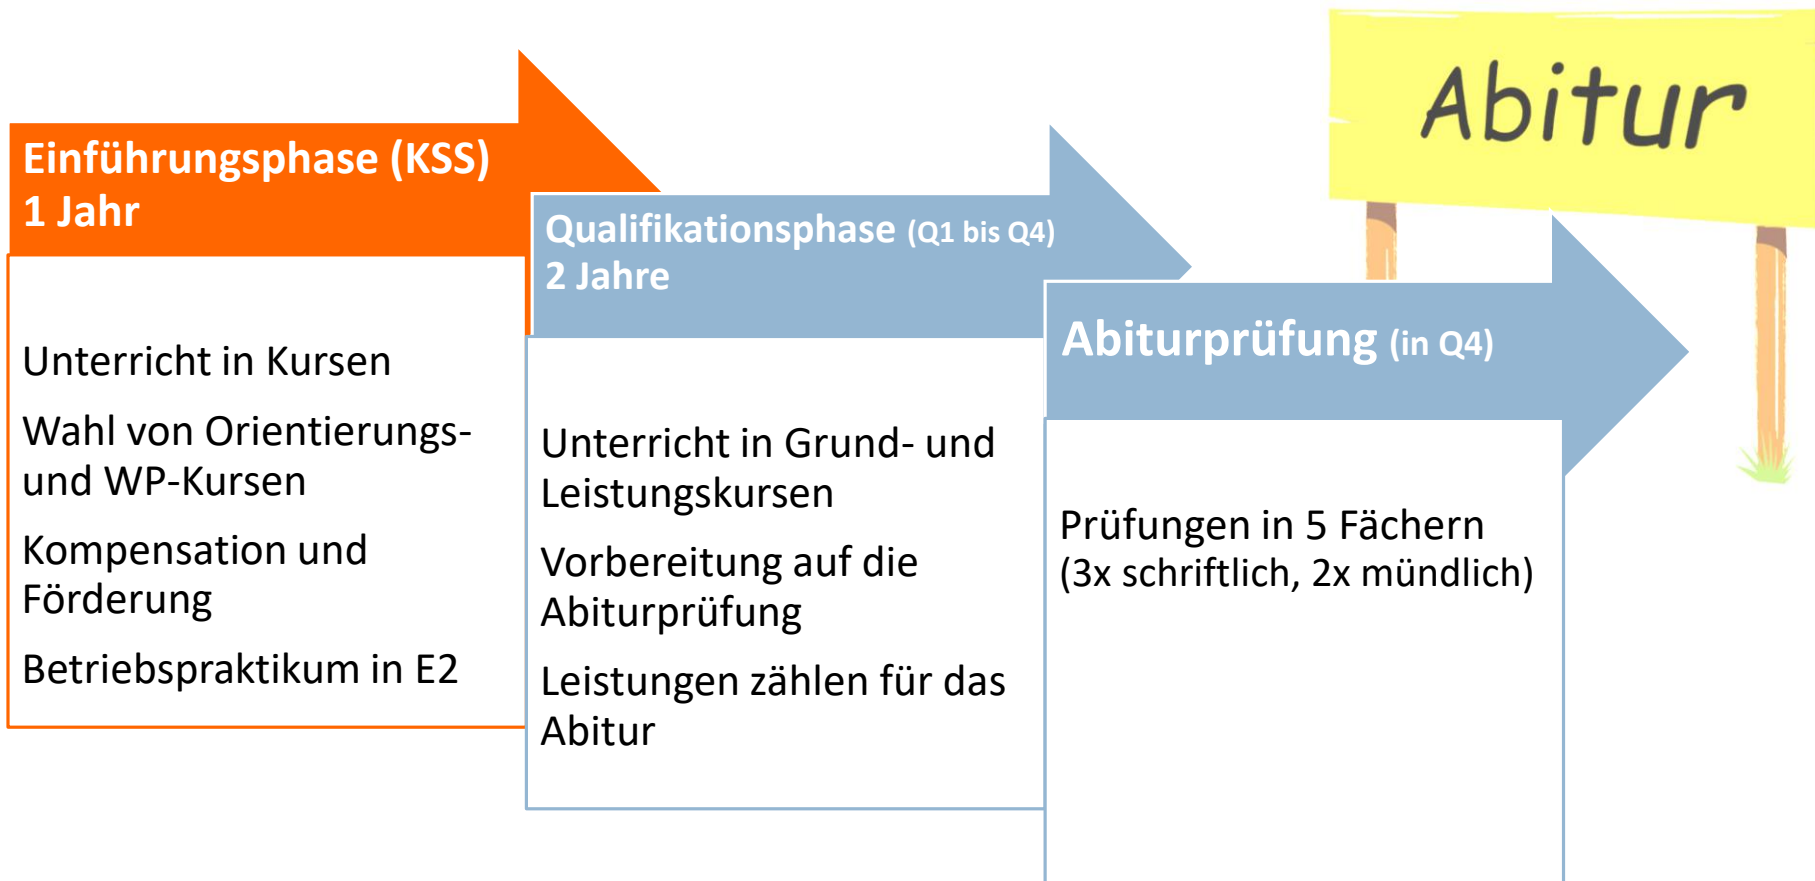 Abitur
Einführungsphase (KSS)
1 Jahr
Unterricht in Kursen
Wahl von Orientierungs-
und WP-Kursen
Kompensation und
Förderung
Betriebspraktikum in E2
Qualifikationsphase (Q1 bis Q4)
2 Jahre
Unterricht in Grund- und
Leistungskursen
Vorbereitung auf die
Abiturprüfung
Leistungen zählen für das
Abitur
Abiturprüfung (in Q4)
Prüfungen in 5 Fächern
(3x schriftlich, 2x mündlich)